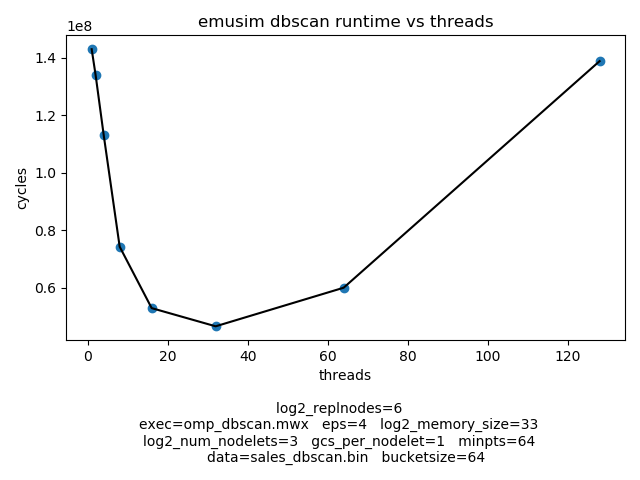 emusim dbscan runtime vs threads
1e8
1.4
1.2
1.0
0.8
0.6
cycles
0 20 40 60 80 100 120
threads
log2_replnodes=6
exec=omp_dbscan.mwx eps=4 log2_memory_size=33
log2_num_nodelets=3 gcs_per_nodelet=1 minpts=64
data=sales_dbscan.bin bucketsize=64